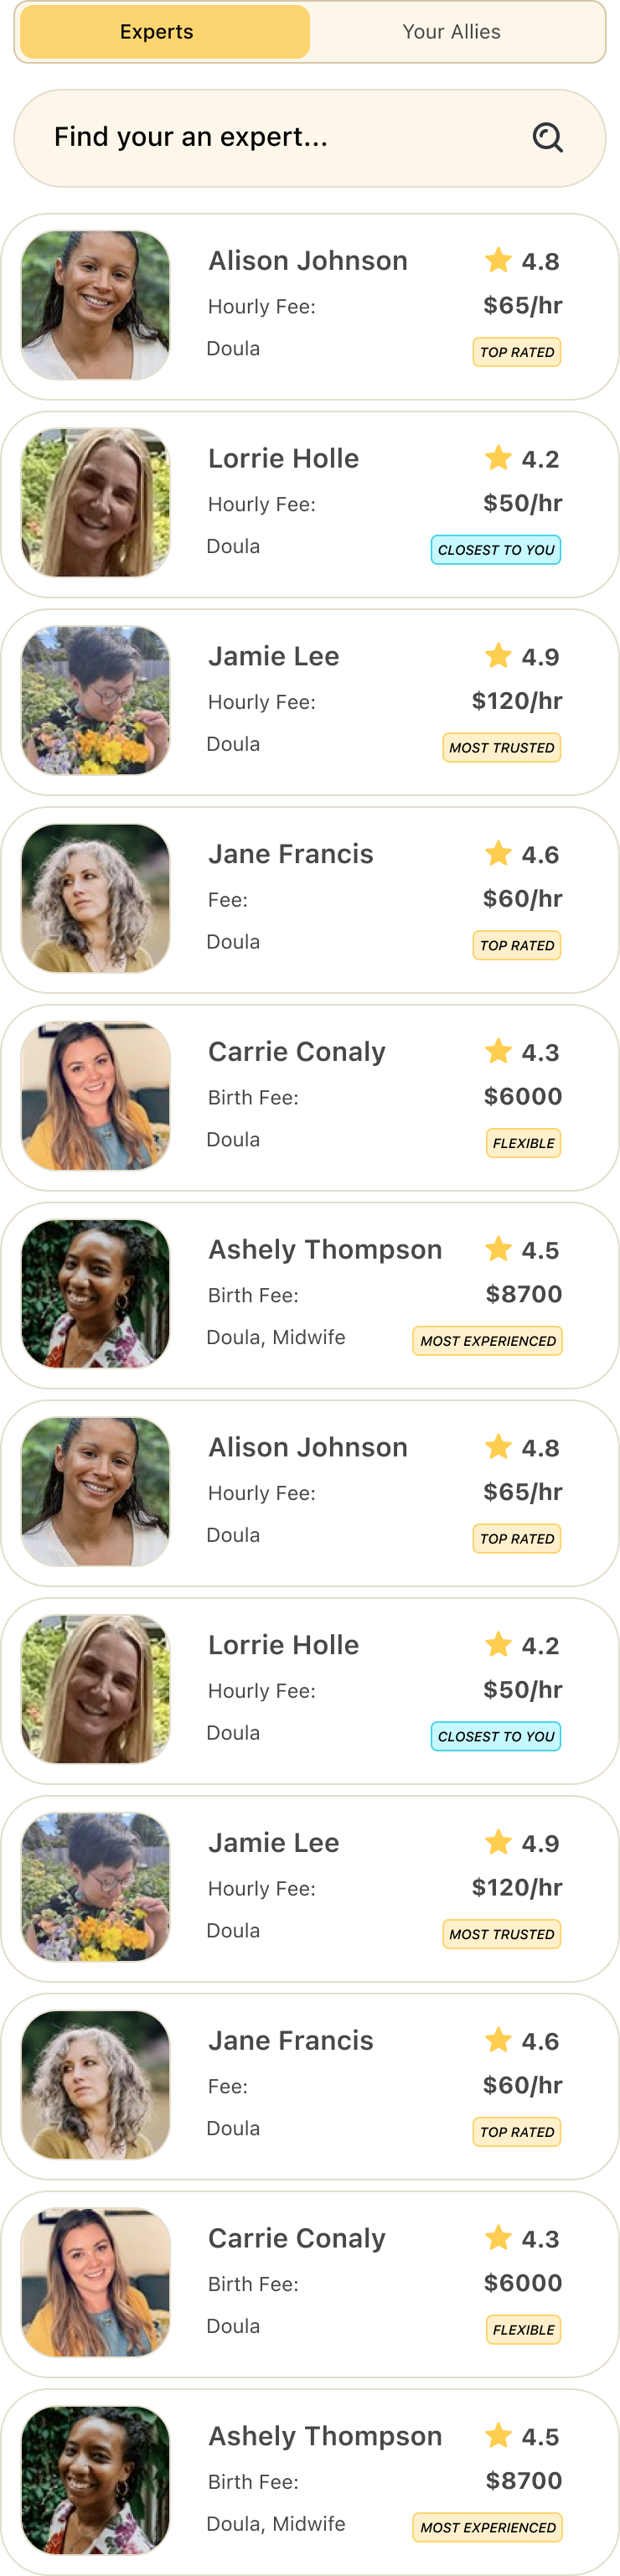 Experts Your Allies
Find your an expert...
Alison Johnson 4.8
Hourly Fee: $65/hr
Doula TOP RATED
Lorrie Holle 4.2
Hourly Fee: $50/hr
Doula CLOSEST TO YOU
Jamie Lee 4.9
Hourly Fee: $120/hr
Doula MOST TRUSTED
Jane Francis 4.6
Fee: $60/hr
Doula TOP RATED
Carrie Conaly 4.3
Birth Fee: $6000
Doula FLEXIBLE
Ashely Thompson 4.5
Birth Fee: $8700
Doula, Midwife MOST EXPERIENCED
Alison Johnson 4.8
Hourly Fee: $65/hr
Doula TOP RATED
Lorrie Holle 4.2
Hourly Fee: $50/hr
Doula CLOSEST TO YOU
Jamie Lee 4.9
Hourly Fee: $120/hr
Doula MOST TRUSTED
Jane Francis 4.6
Fee: $60/hr
Doula TOP RATED
Carrie Conaly 4.3
Birth Fee: $6000
Doula FLEXIBLE
Ashely Thompson 4.5
Birth Fee: $8700
Doula, Midwife MOST EXPERIENCED